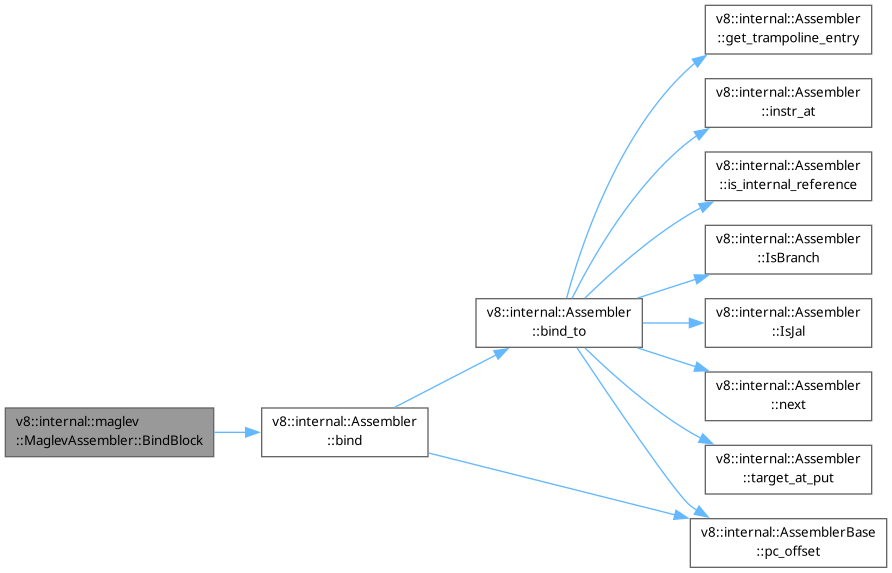 v8::internal::maglev
::MaglevAssembler::BindBlock
v8::internal::Assembler
::bind
v8::internal::Assembler
::bind_to
v8::internal::Assembler
::get_trampoline_entry
v8::internal::Assembler
::instr_at
v8::internal::Assembler
::is_internal_reference
v8::internal::Assembler
::IsBranch
v8::internal::Assembler
::IsJal
v8::internal::Assembler
::next
v8::internal::Assembler
::target_at_put
v8::internal::AssemblerBase
::pc_offset